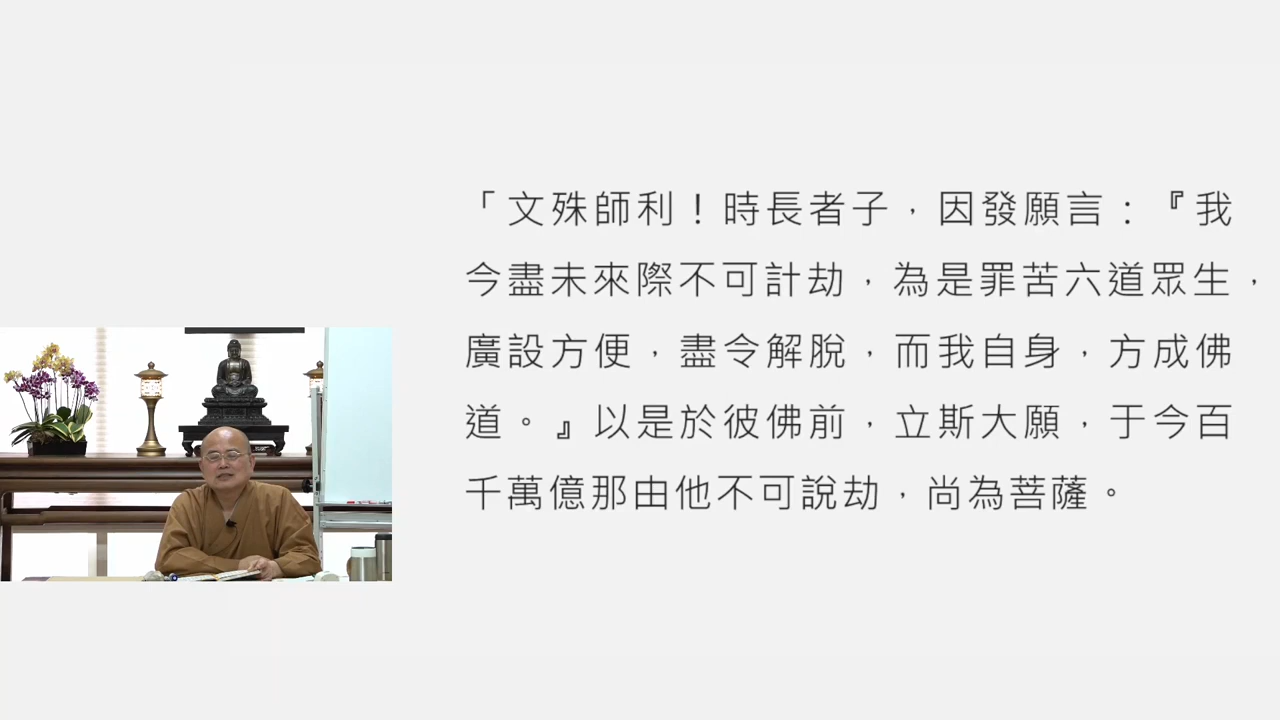 「文殊師利！時長者子，因發願言：『我
今盡未來際不可計劫，為是罪苦六道眾生，
廣設方便，盡令解脫，而我自身，方成佛
道。』以是於彼佛前，立斯大願，于今百
千萬億那由他不可說劫，尚為菩薩。